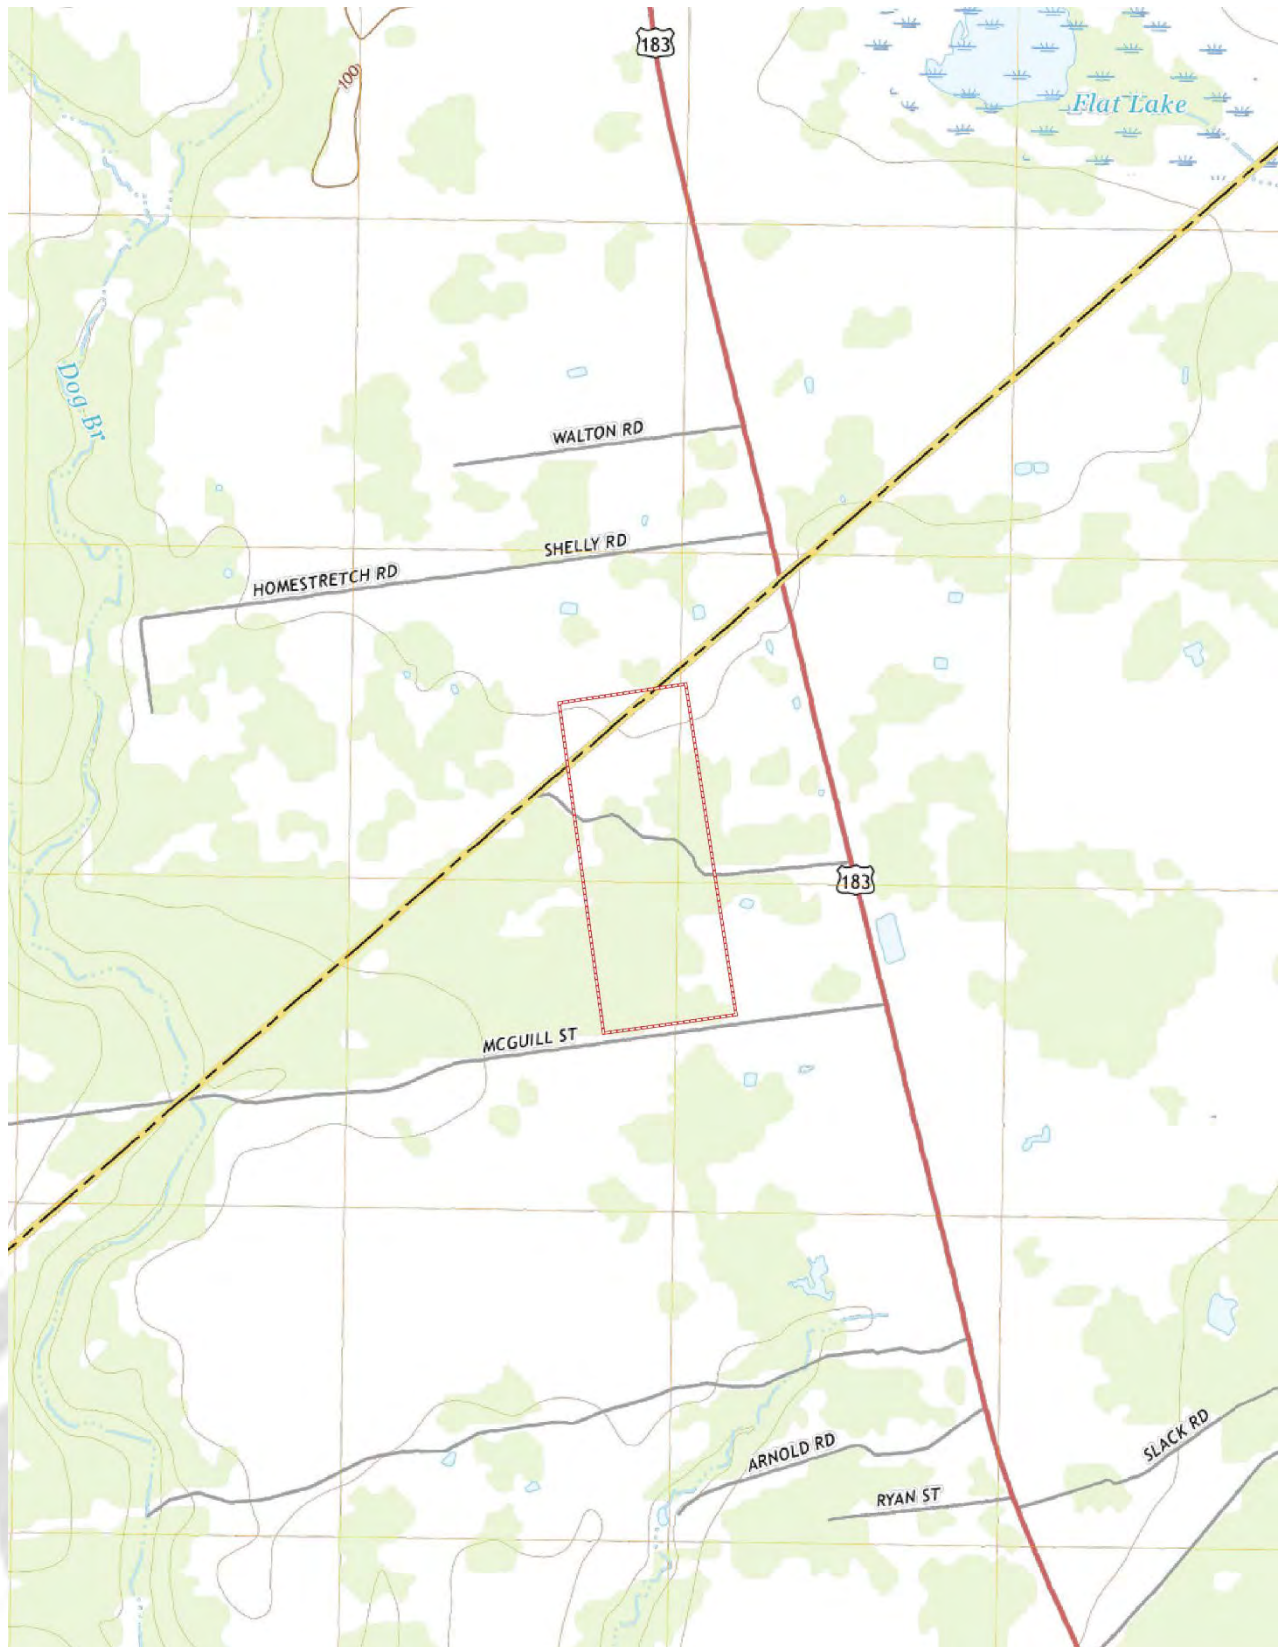 183
100
Flat Lake
Dog Br
WALTON RD
SHELLY RD
HOMESTRETCH RD
183
MCGUILL ST
ARNOLD RD
SLACK RD
RYAN ST